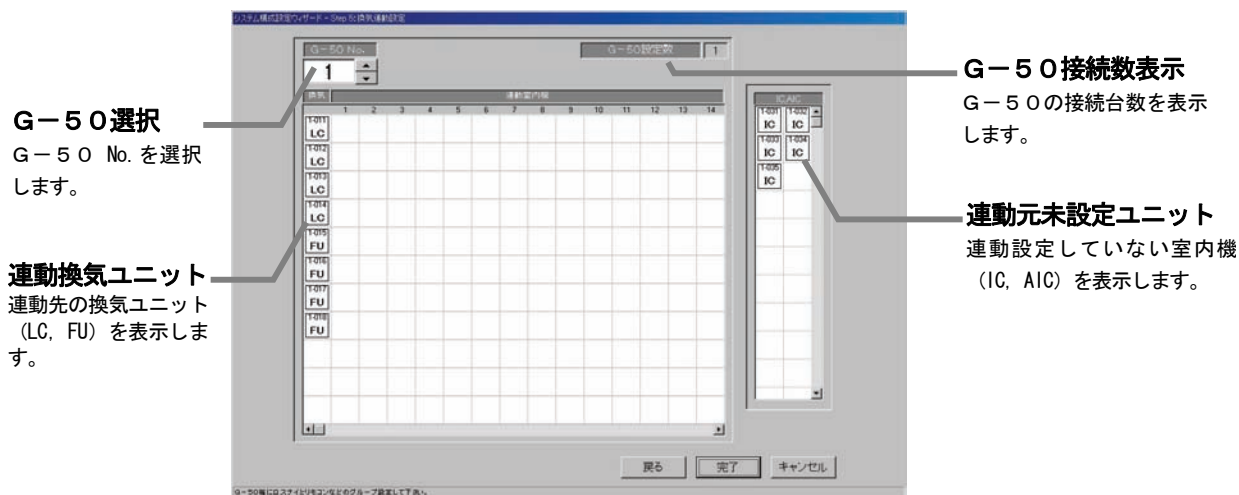 システム構成設定ウィザード - Step 8:換気連動設定
G-50 No.
1
G-50設定数
1
換気
連動室内機
1 2 3 4 5 6 7 8 9 10 11 12 13 14
1-011
LC
1-012
LC
1-013
LC
1-014
LC
1-015
FU
1-016
FU
1-017
FU
1-018
FU
IC,AIC
1-031 1-032
IC IC
1-033 1-034
IC IC
1-035
IC
戻る
完了
キャンセル
G-50選択
G-50 No. を選択
します。
連動換気ユニット
連動先の換気ユニット
(LC, FU) を表示しま
す。
G-50接続数表示
G-50の接続台数を表示
します。
連動元未設定ユニット
連動設定していない室内機
(IC, AIC) を表示します。